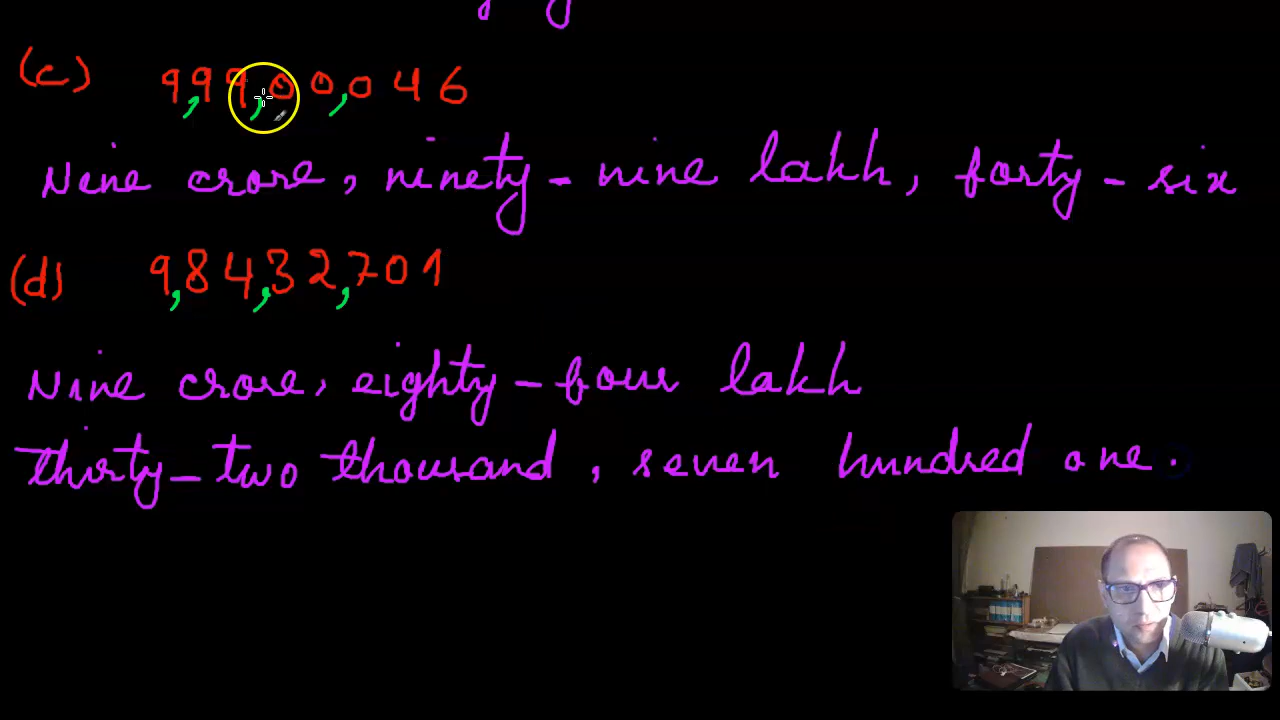 (c) 9,99,00,046
Nine crore, ninety-nine lakh, forty-six
(d) 9,84,32,701
Nine crore, eighty-four lakh
thirty-two thousand, seven hundred one.